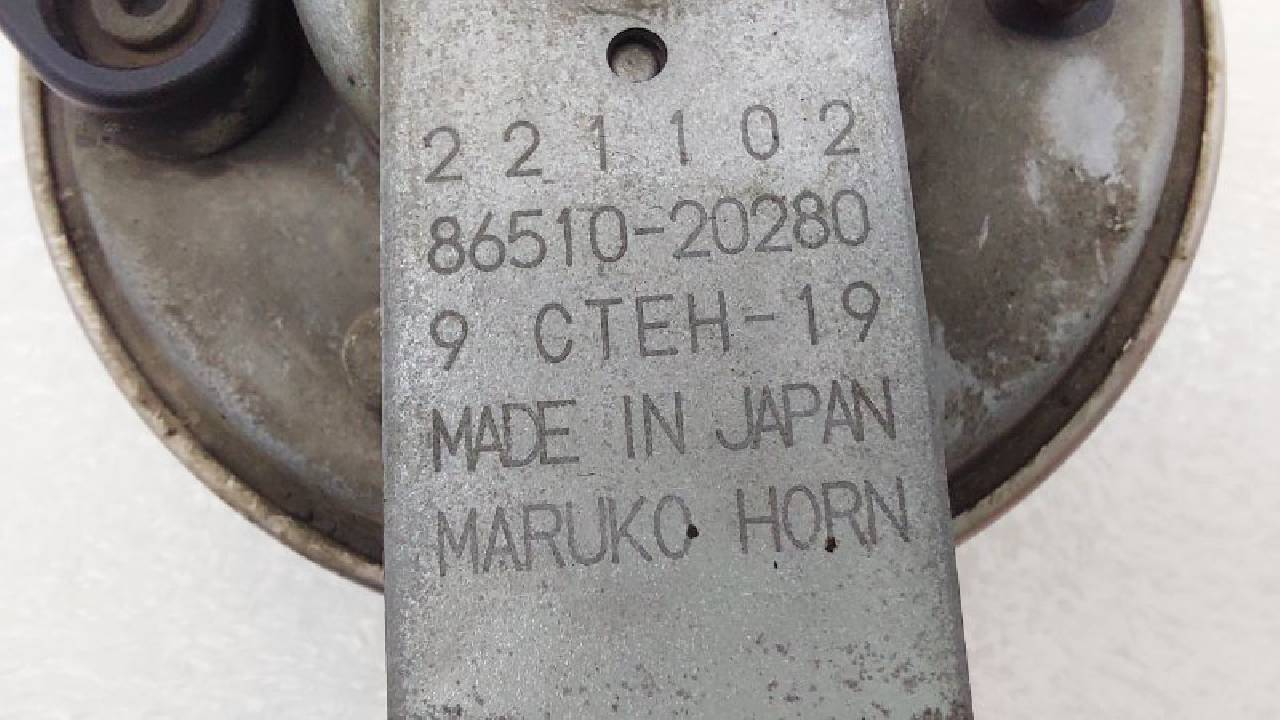 221102
86510-20280
9 CTEH-19
MADE IN JAPAN
MARUKO HORN